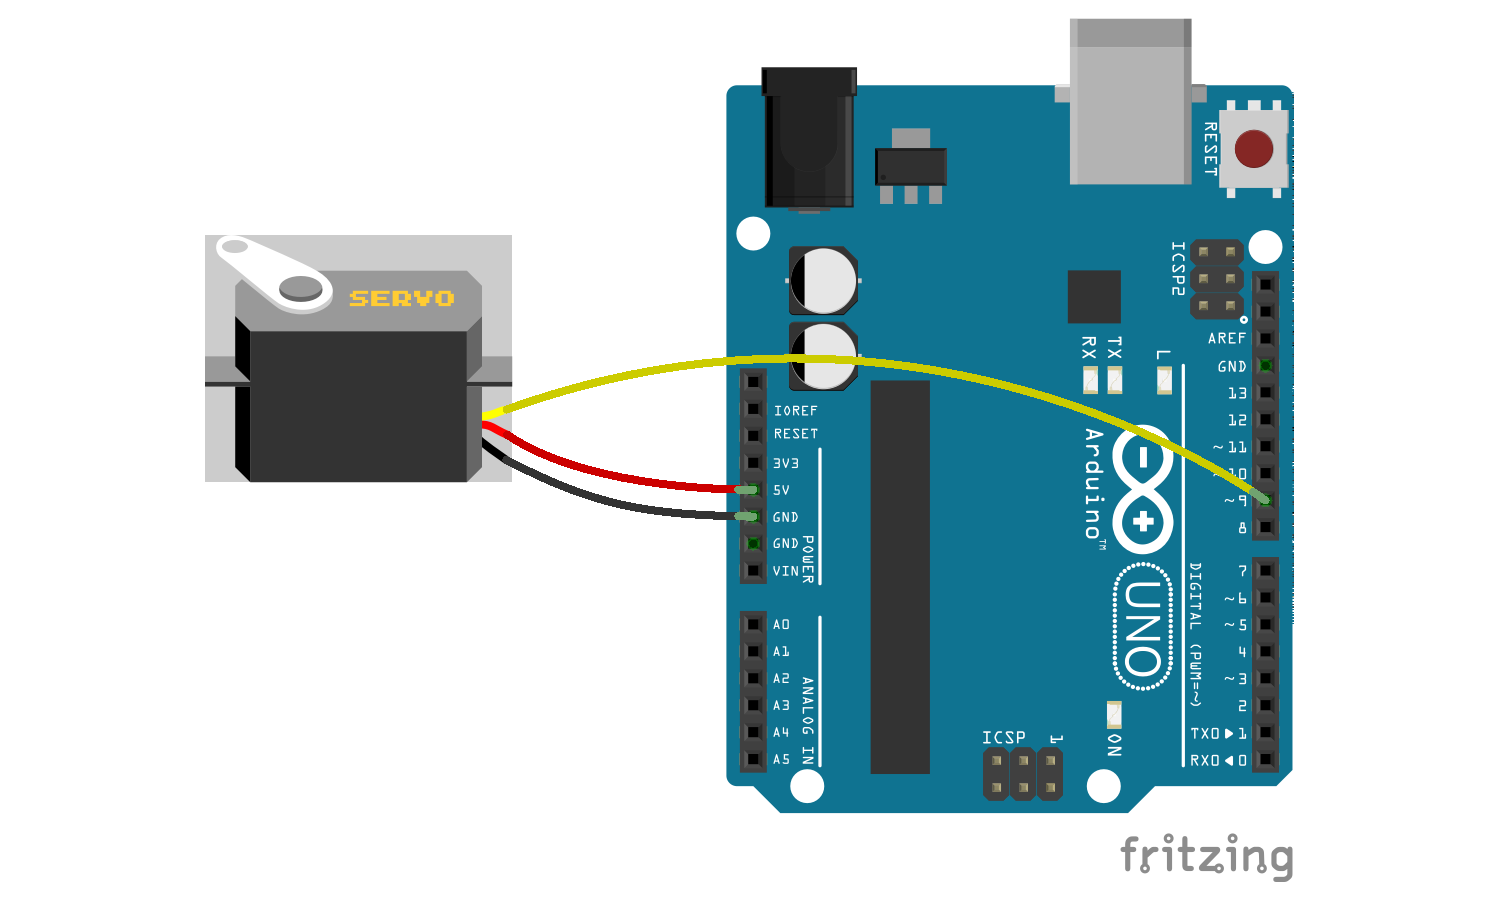 SERVO
RESET
ICSP2
AREF
GND
13
12
~11
~10
~9
8
RX
TX
L
IOREF
RESET
3V3
5V
GND
GND
VIN
POWER
Arduino™
UNO
DIGITAL (PWM=~)
7
~6
~5
4
~3
2
TX0▶1
RX0◀0
A0
A1
A2
A3
A4
A5
ANALOG IN
ICSP
1
ON
fritzing